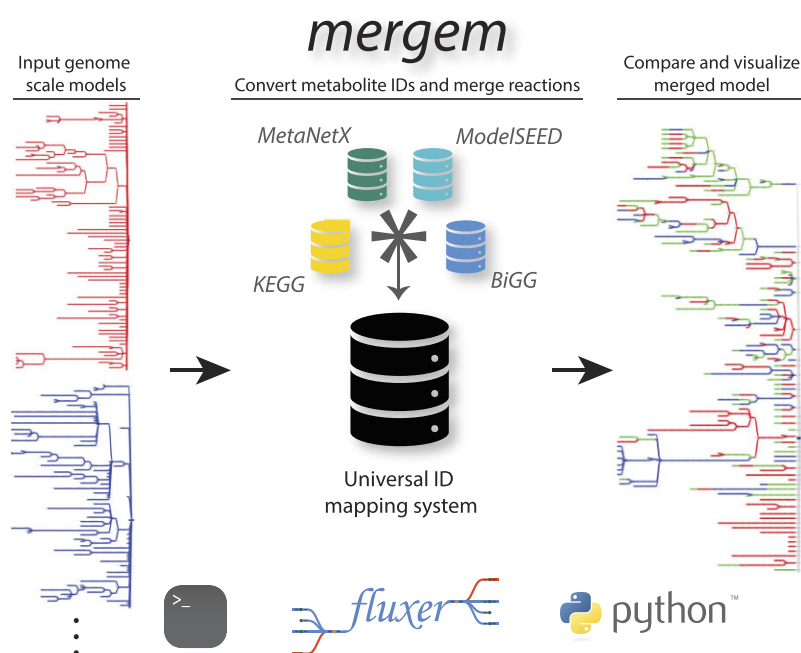 mergem
Input genome
scale models
Convert metabolite IDs and merge reactions
Compare and visualize
merged model
MetaNetX
ModelSEED
KEGG
BiGG
Universal ID
mapping system
>_
fluxer
python™